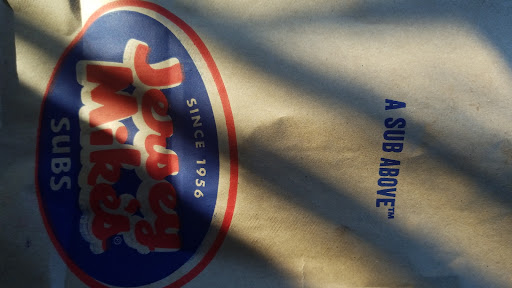 SINCE 1956
Jersey
Mike's®
SUBS
A SUB ABOVE™